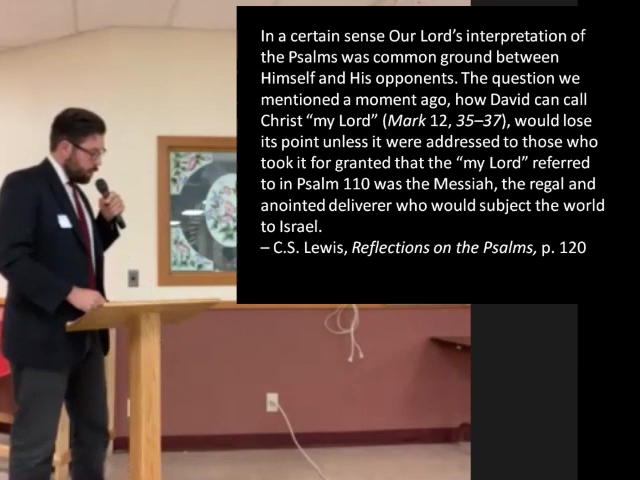 In a certain sense Our Lord’s interpretation of
the Psalms was common ground between
Himself and His opponents. The question we
mentioned a moment ago, how David can call
Christ “my Lord” (Mark 12, 35–37), would lose
its point unless it were addressed to those who
took it for granted that the “my Lord” referred
to in Psalm 110 was the Messiah, the regal and
anointed deliverer who would subject the world
to Israel.
– C.S. Lewis, Reflections on the Psalms, p. 120